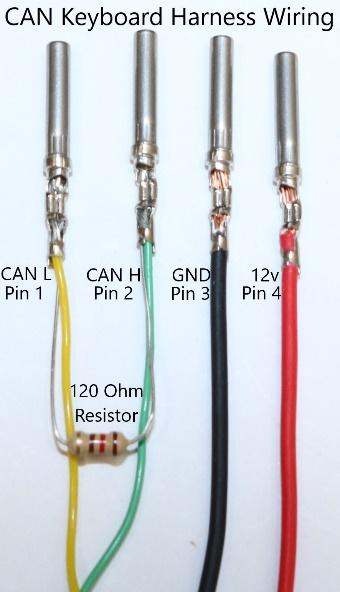 CAN Keyboard Harness Wiring
CAN L CAN H GND 12v
Pin 1 Pin 2 Pin 3 Pin 4
120 Ohm
Resistor